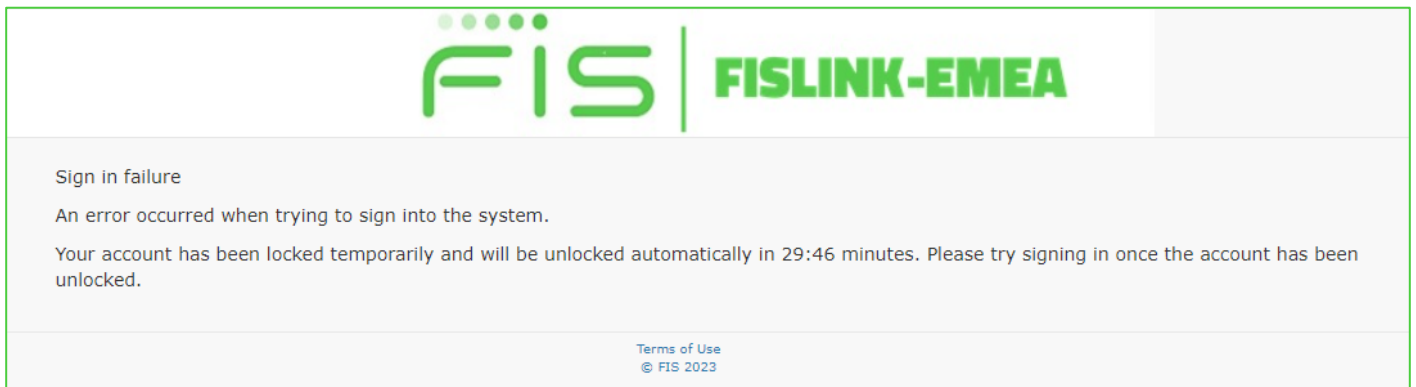 FIS FISLINK-EMEA
Sign in failure
An error occurred when trying to sign into the system.
Your account has been locked temporarily and will be unlocked automatically in 29:46 minutes. Please try signing in once the account has been
unlocked.
Terms of Use
© FIS 2023